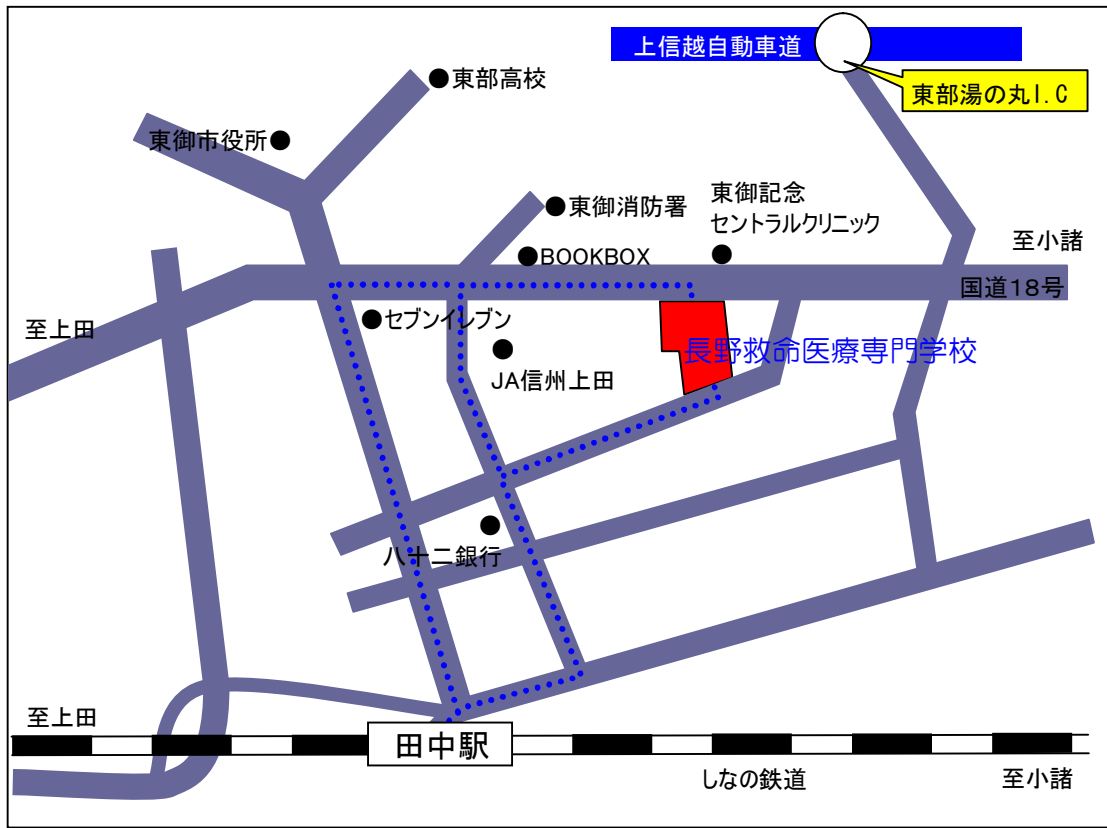 上信越自動車道
東部湯の丸I.C
東部高校
東御市役所
東御記念
セントラルクリニック
東御消防署
至小諸
BOOKBOX
国道18号
セブンイレブン
至上田
長野救命医療専門学校
JA信州上田
八十二銀行
至上田
田中駅
しなの鉄道
至小諸